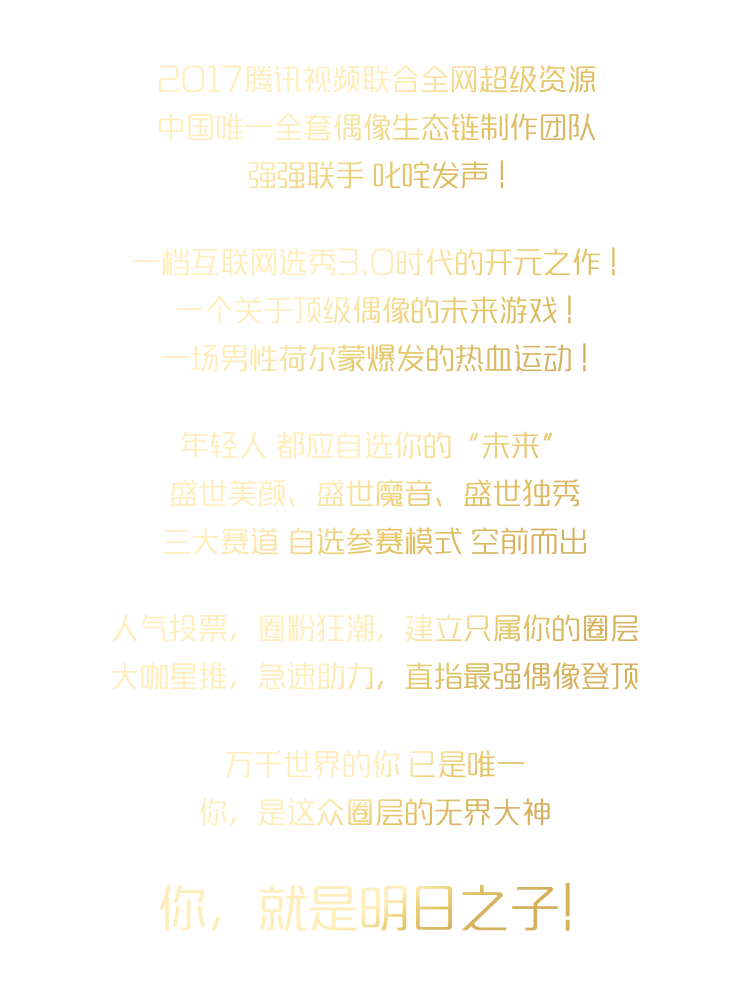 2017腾讯视频联合全网超级资源
中国唯一全套偶像生态链制作团队
强强联手 叱咤发声！
一档互联网选秀3.0时代的开元之作！
一个关于顶级偶像的未来游戏！
一场男性荷尔蒙爆发的热血运动！
年轻人 都应自选你的“未来”
盛世美颜、盛世魔音、盛世独秀
三大赛道 自选参赛模式 空前而出
人气投票，圈粉狂潮，建立只属你的圈层
大咖星推，急速助力，直指最强偶像登顶
万千世界的你 已是唯一
你，是这众圈层的无界大神
你，就是明日之子！